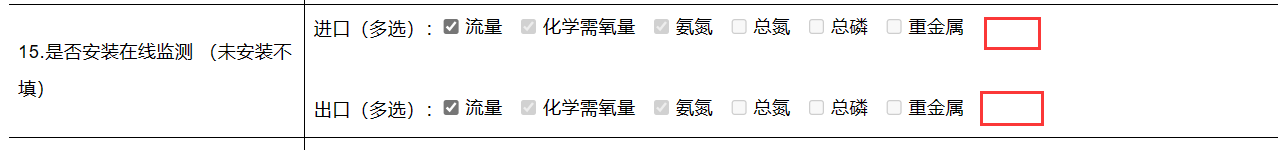 进口（多选）: 流量 化学需氧量 氨氮 总氮 总磷 重金属
15.是否安装在线监测 （未安装不
填）
出口（多选）: 流量 化学需氧量 氨氮 总氮 总磷 重金属